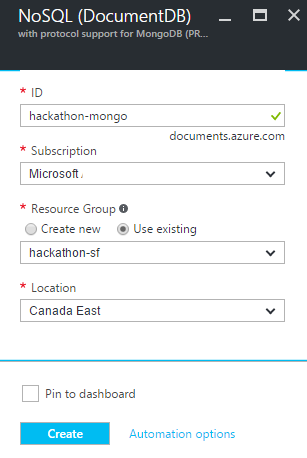 NoSQL (DocumentDB)
with protocol support for MongoDB (PR...
* ID
hackathon-mongo
documents.azure.com
* Subscription
Microsoft
* Resource Group
Create new Use existing
hackathon-sf
* Location
Canada East
Pin to dashboard
Create Automation options